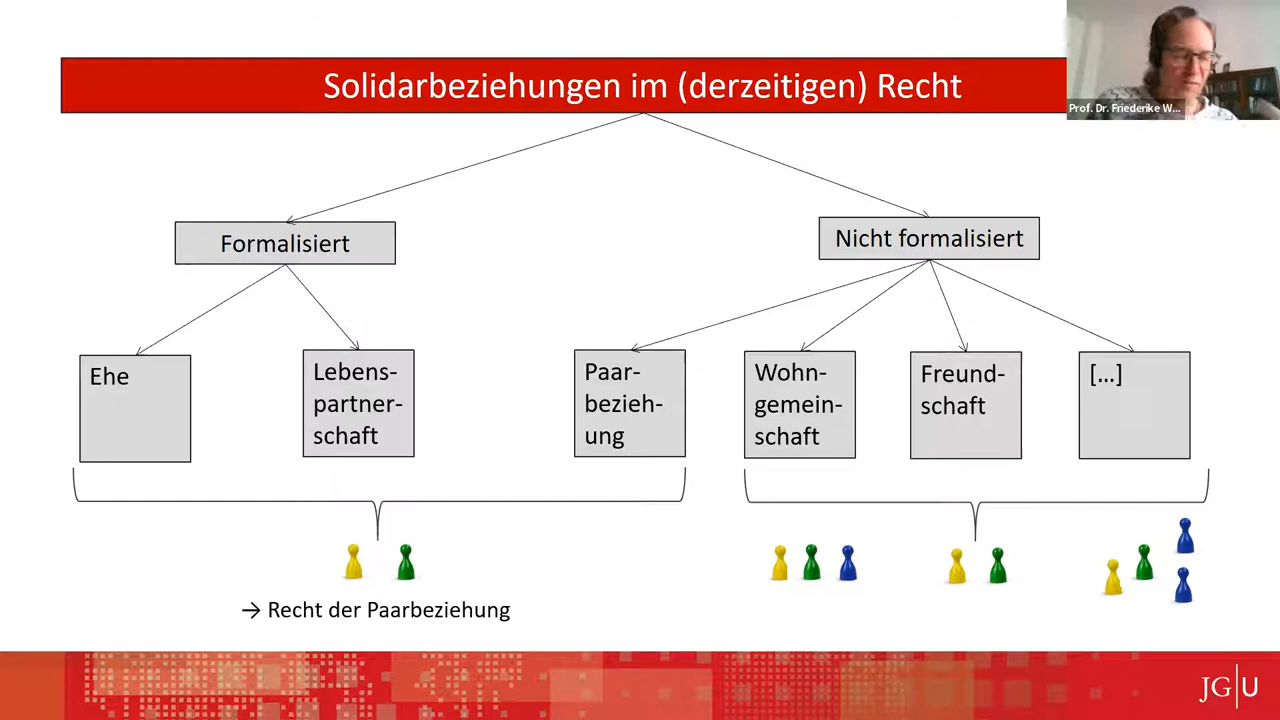 Solidarbeziehungen im (derzeitigen) Recht
Prof. Dr. Friederike W...
Formalisiert
Nicht formalisiert
Ehe
Lebens-
partner-
schaft
Paar-
bezieh-
ung
Wohn-
gemein-
schaft
Freund-
schaft
[...]
→ Recht der Paarbeziehung
JG|U